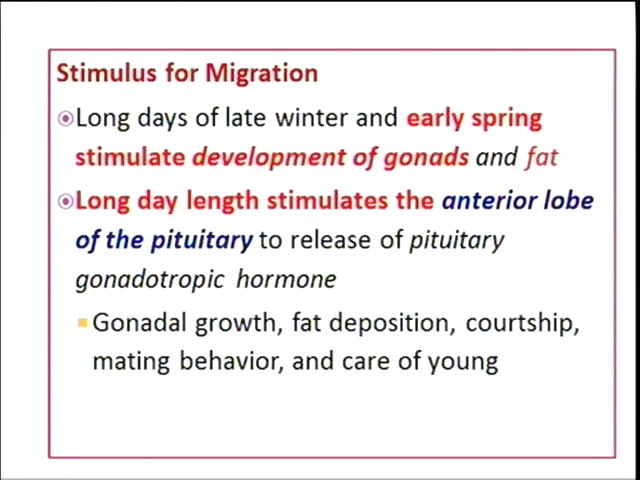 Stimulus for Migration
Long days of late winter and early spring
stimulate development of gonads and fat
Long day length stimulates the anterior lobe
of the pituitary to release of pituitary
gonadotropic hormone
Gonadal growth, fat deposition, courtship,
mating behavior, and care of young